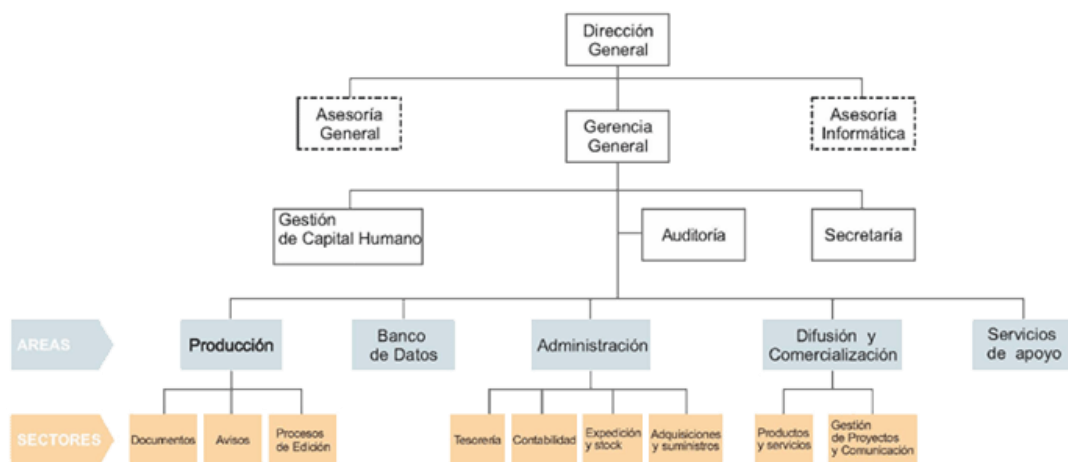 Dirección
General
Asesoría
General
Gerencia
General
Asesoría
Informática
Gestión
de Capital Humano
Auditoría
Secretaría
AREAS
Producción
Banco
de Datos
Administración
Difusión y
Comercialización
Servicios
de apoyo
SECTORES
Documentos
Avisos
Procesos
de Edición
Tesorería
Contabilidad
Expedición
y stock
Adquisiciones
y suministros
Productos
y servicios
Gestión
de Proyectos
y Comunicación